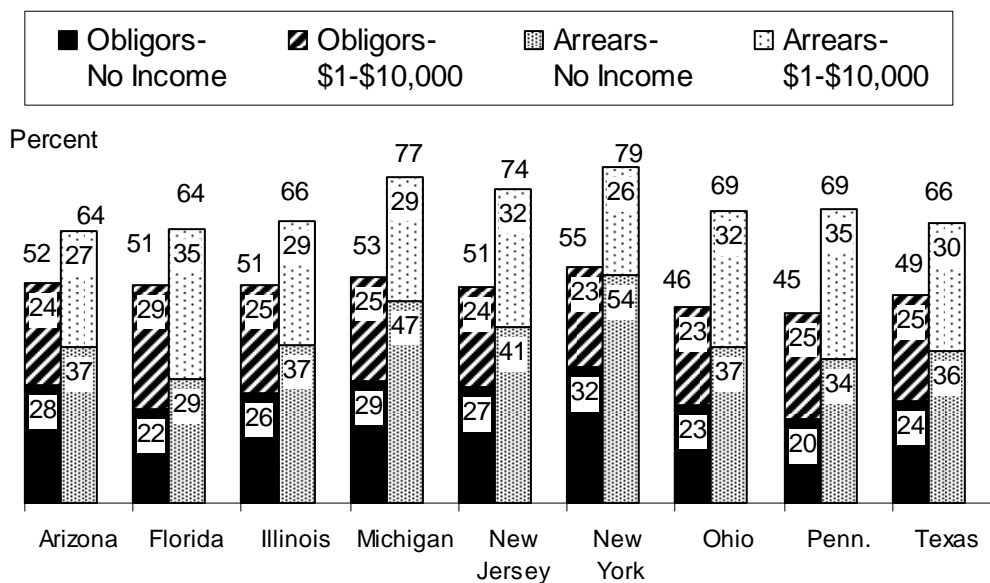 Obligors- Obligors- Arrears- Arrears-
No Income $1-$10,000 No Income $1-$10,000
Percent
52 64 51 64 51 66 53 77 51 74 55 79 46 69 45 69 49 66
24 27 29 35 25 29 25 29 24 32 23 26 23 32 25 35 25 30
28 37 22 29 26 37 29 47 27 41 32 54 23 37 20 34 24 36
Arizona Florida Illinois Michigan New New Ohio Penn. Texas
Jersey York